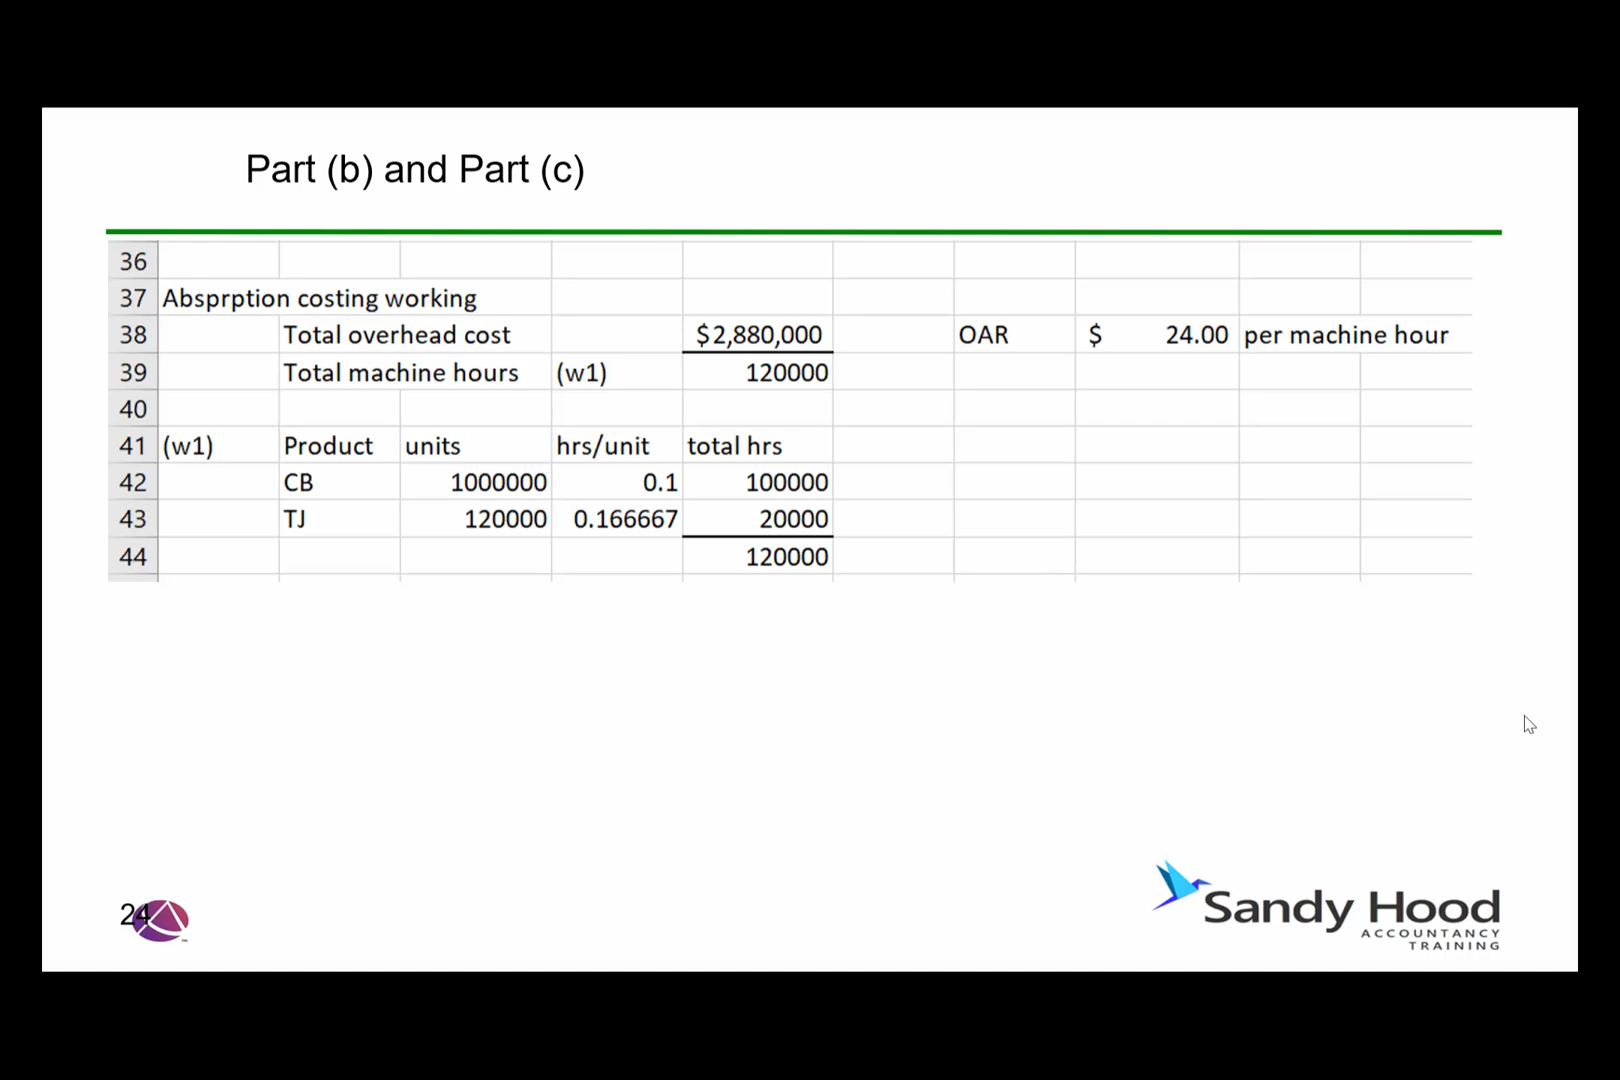 Part (b) and Part (c)
36
37 Absprption costing working
38 Total overhead cost $2,880,000 OAR $ 24.00 per machine hour
39 Total machine hours (w1) 120000
40
41 (w1) Product units hrs/unit total hrs
42 CB 1000000 0.1 100000
43 TJ 120000 0.166667 20000
44 120000
24
™
Sandy Hood
ACCOUNTANCY
TRAINING